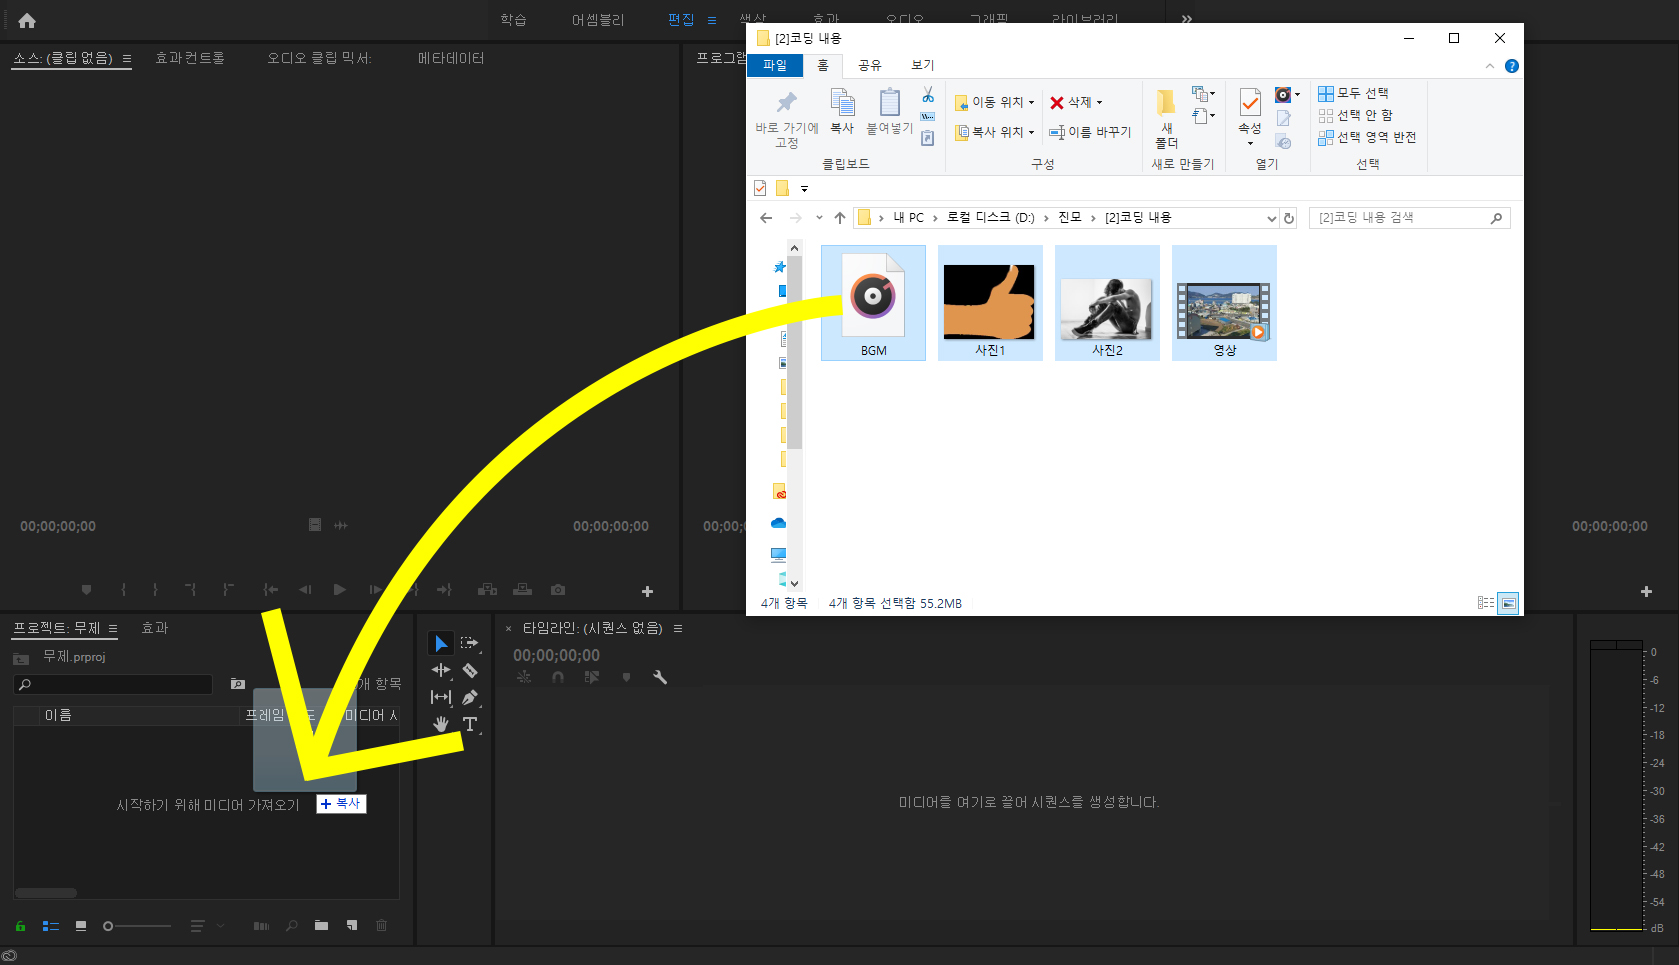 학습 어셈블리 편집 색상 효과 오디오 그래픽 라이브러리
소스: (클립 없음) 효과 컨트롤 오디오 클립 믹서: 메타데이터
프로그램
00;00;00;00
00;00;00;00
00;00;
00;00;00;00
[2]코딩 내용
파일 홈 공유 보기
바로 가기에
고정
복사
붙여넣기
클립보드
이동 위치
복사 위치
삭제
이름 바꾸기
구성
새
폴더
새로 만들기
속성
열기
모두 선택
선택 안 함
선택 영역 반전
선택
내 PC › 로컬 디스크 (D:) › 진모 › [2]코딩 내용
[2]코딩 내용 검색
BGM
사진1
사진2
영상
4개 항목 4개 항목 선택함 55.2MB
프로젝트: 무제 효과
무제.prproj
개 항목
이름 프레임 도 미디어 시
시작하기 위해 미디어 가져오기
+ 복사
× 타임라인: (시퀀스 없음)
00;00;00;00
미디어를 여기로 끌어 시퀀스를 생성합니다.
0
-6
-12
-18
-24
-30
-36
-42
-48
-54
dB